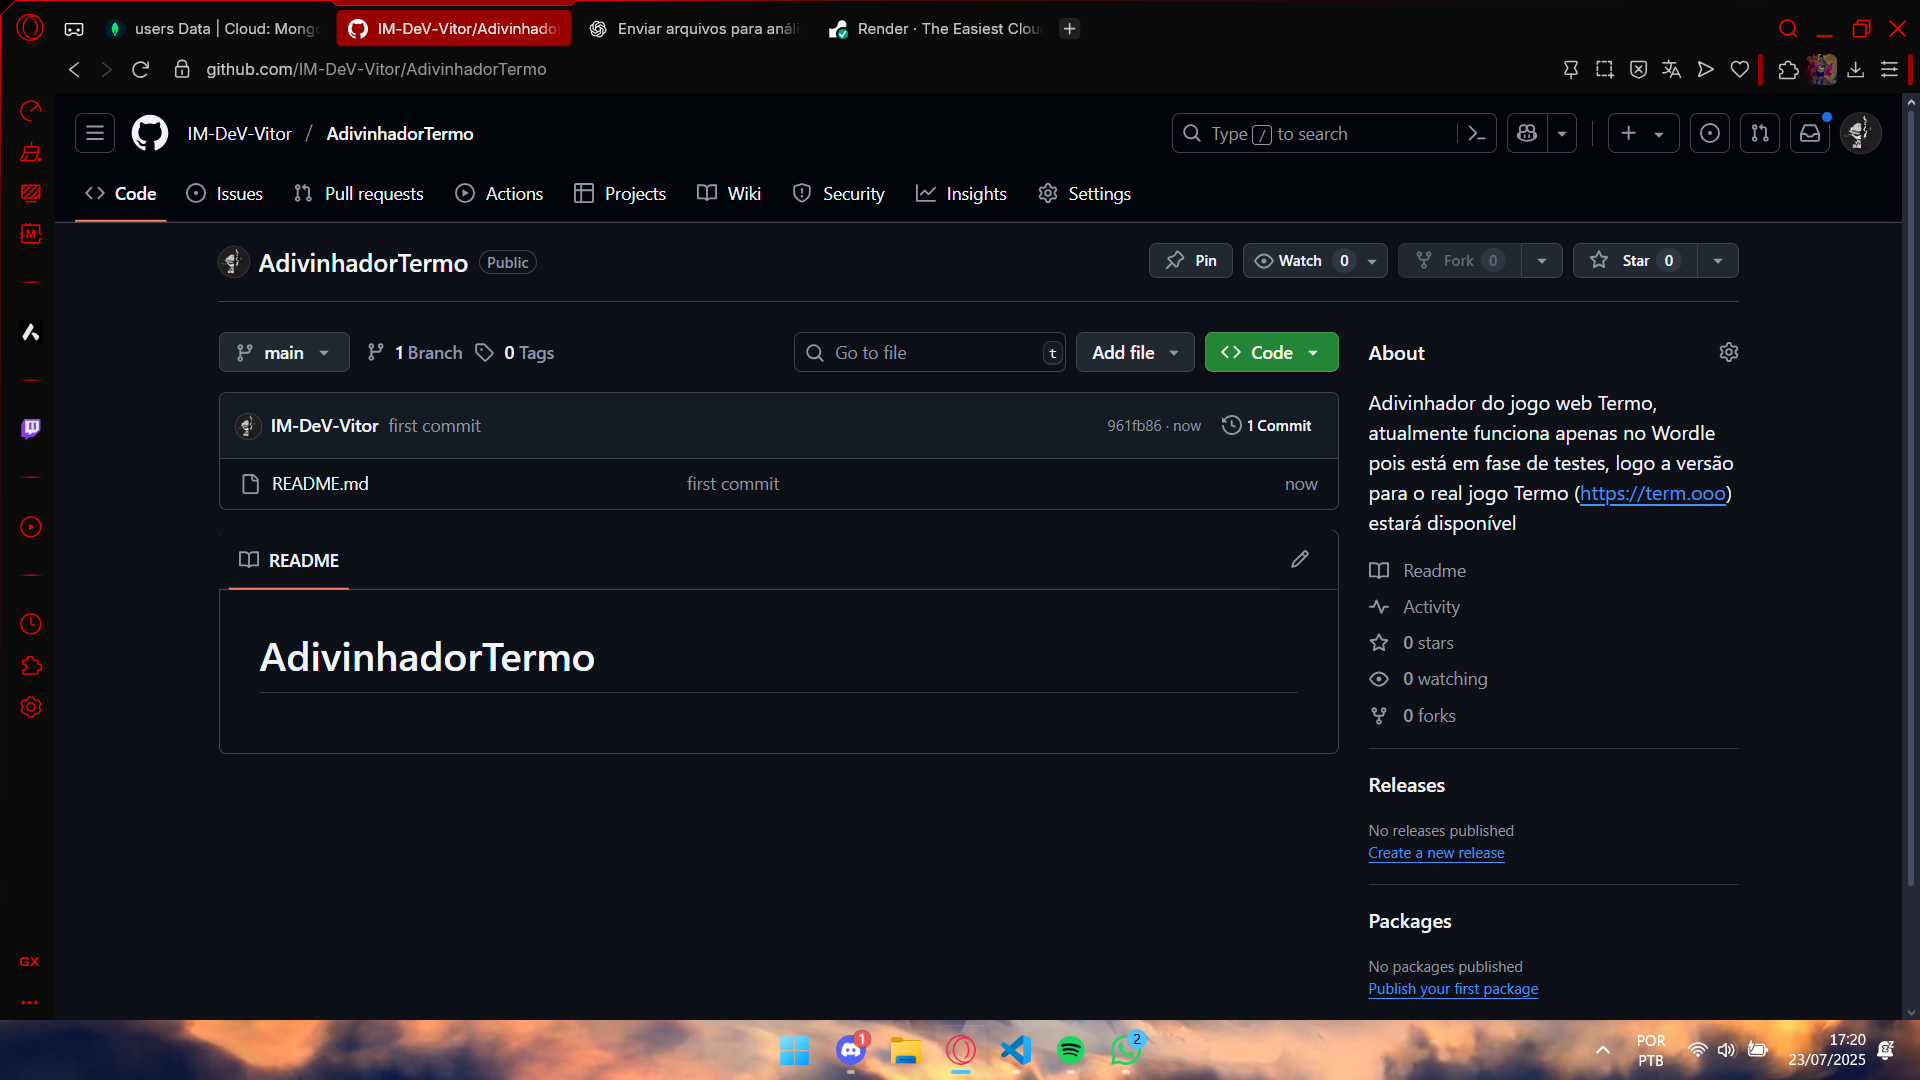 users Data | Cloud: Mong
IM-DeV-Vitor/Adivinhado
Enviar arquivos para anál
Render · The Easiest Clou
github.com/IM-DeV-Vitor/AdivinhadorTermo
IM-DeV-Vitor / AdivinhadorTermo
Type / to search
Code
Issues
Pull requests
Actions
Projects
Wiki
Security
Insights
Settings
AdivinhadorTermo
Public
Pin
Watch 0
Fork 0
Star 0
main
1 Branch
0 Tags
Go to file
t
Add file
Code
IM-DeV-Vitor first commit
961fb86 · now
1 Commit
README.md
first commit
now
README
AdivinhadorTermo
About
Adivinhador do jogo web Termo,
atualmente funciona apenas no Wordle
pois está em fase de testes, logo a versão
para o real jogo Termo (https://term.ooo)
estará disponível
Readme
Activity
0 stars
0 watching
0 forks
Releases
No releases published
Create a new release
Packages
No packages published
Publish your first package
M
GX
1
2
POR
PTB
17:20
23/07/2025